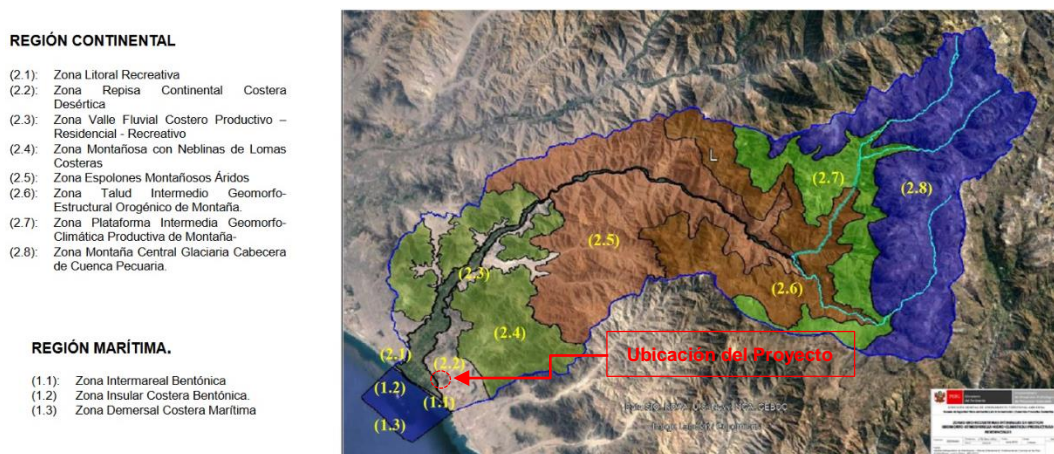 REGIÓN CONTINENTAL
(2.1): Zona Litoral Recreativa
(2.2): Zona Repisa Continental Costera
Desértica
(2.3): Zona Valle Fluvial Costero Productivo –
Residencial - Recreativo
(2.4): Zona Montañosa con Neblinas de Lomas
Costeras
(2.5): Zona Espolones Montañosos Áridos
(2.6): Zona Talud Intermedio Geomorfo-
Estructural Orogénico de Montaña.
(2.7): Zona Plataforma Intermedia Geomorfo-
Climática Productiva de Montaña-
(2.8): Zona Montaña Central Glaciaria Cabecera
de Cuenca Pecuaria.
REGIÓN MARÍTIMA.
(1.1): Zona Intermareal Bentónica
(1.2): Zona Insular Costera Bentónica.
(1.3) Zona Demersal Costera Marítima
L
(2.7)
(2.8)
(2.5)
(2.3)
(2.6)
(2.4)
(2.1)
(2.2)
Ubicación del Proyecto
(1.2)
(1.1)
(1.3)
PERÚ